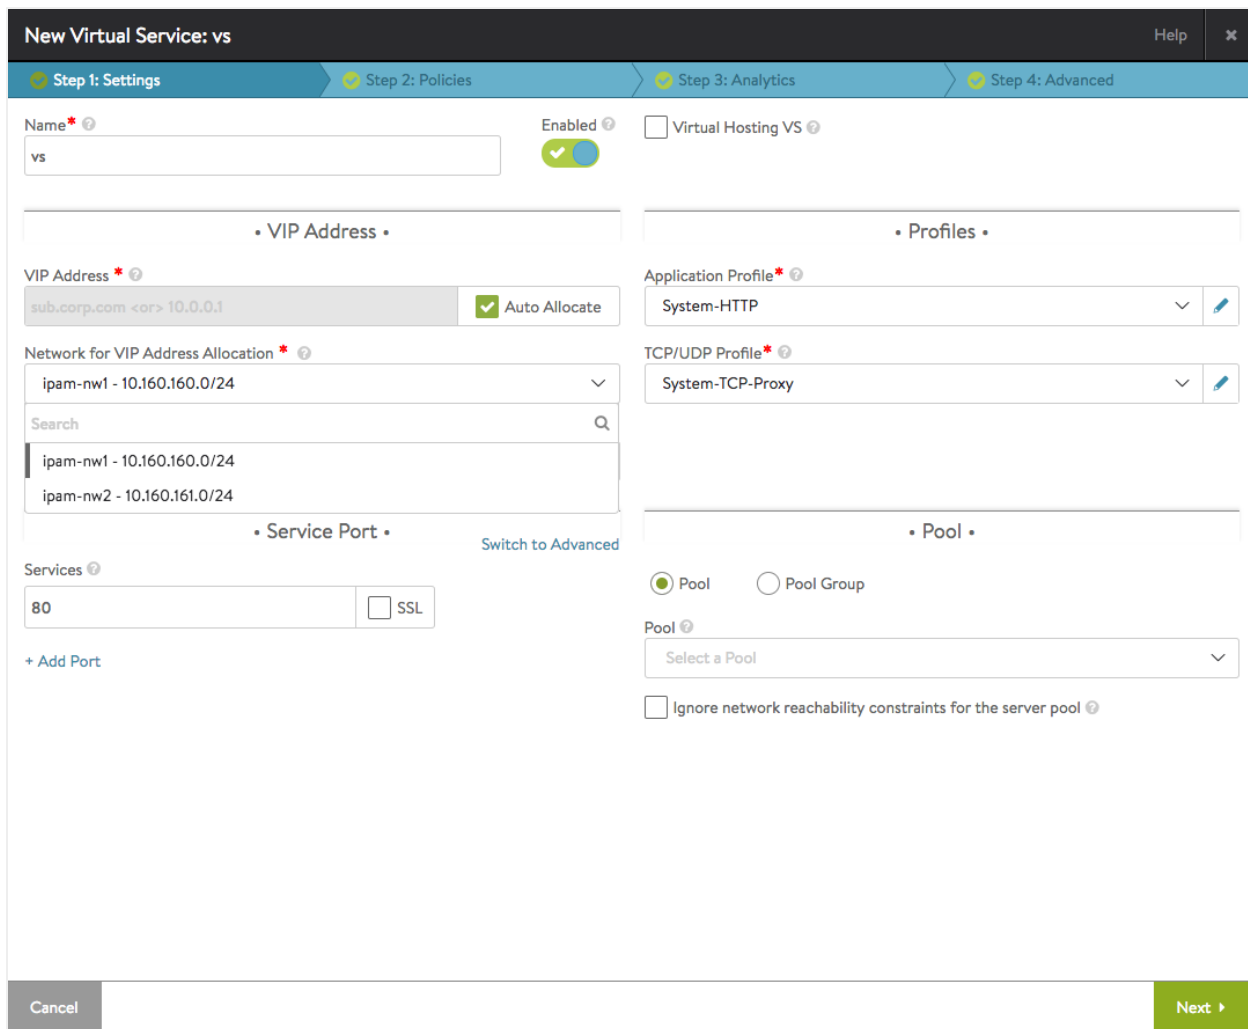 New Virtual Service: vs
Help ×
Step 1: Settings
Step 2: Policies
Step 3: Analytics
Step 4: Advanced
Name* ?
Enabled ?
Virtual Hosting VS ?
vs
• VIP Address •
VIP Address * ?
sub.corp.com <or> 10.0.0.1
Auto Allocate
Network for VIP Address Allocation * ?
ipam-nw1 - 10.160.160.0/24
Search
ipam-nw1 - 10.160.160.0/24
ipam-nw2 - 10.160.161.0/24
• Profiles •
Application Profile* ?
System-HTTP
TCP/UDP Profile* ?
System-TCP-Proxy
• Service Port •
Switch to Advanced
Services ?
80
SSL
+ Add Port
• Pool •
Pool
Pool Group
Pool ?
Select a Pool
Ignore network reachability constraints for the server pool ?
Cancel
Next